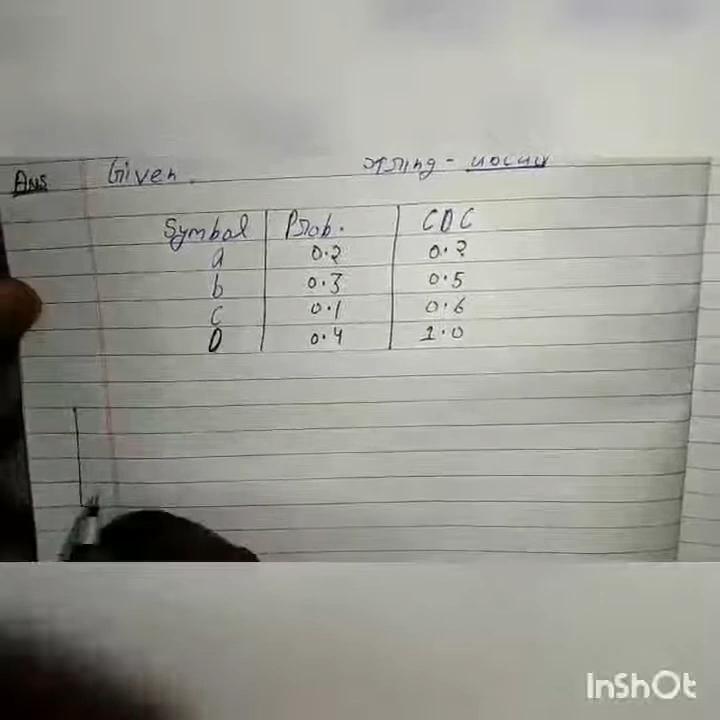 Ans Given. String -
Symbol Prob. CDC
a 0.2 0.2
b 0.3 0.5
c 0.1 0.6
D 0.4 1.0
InShOt